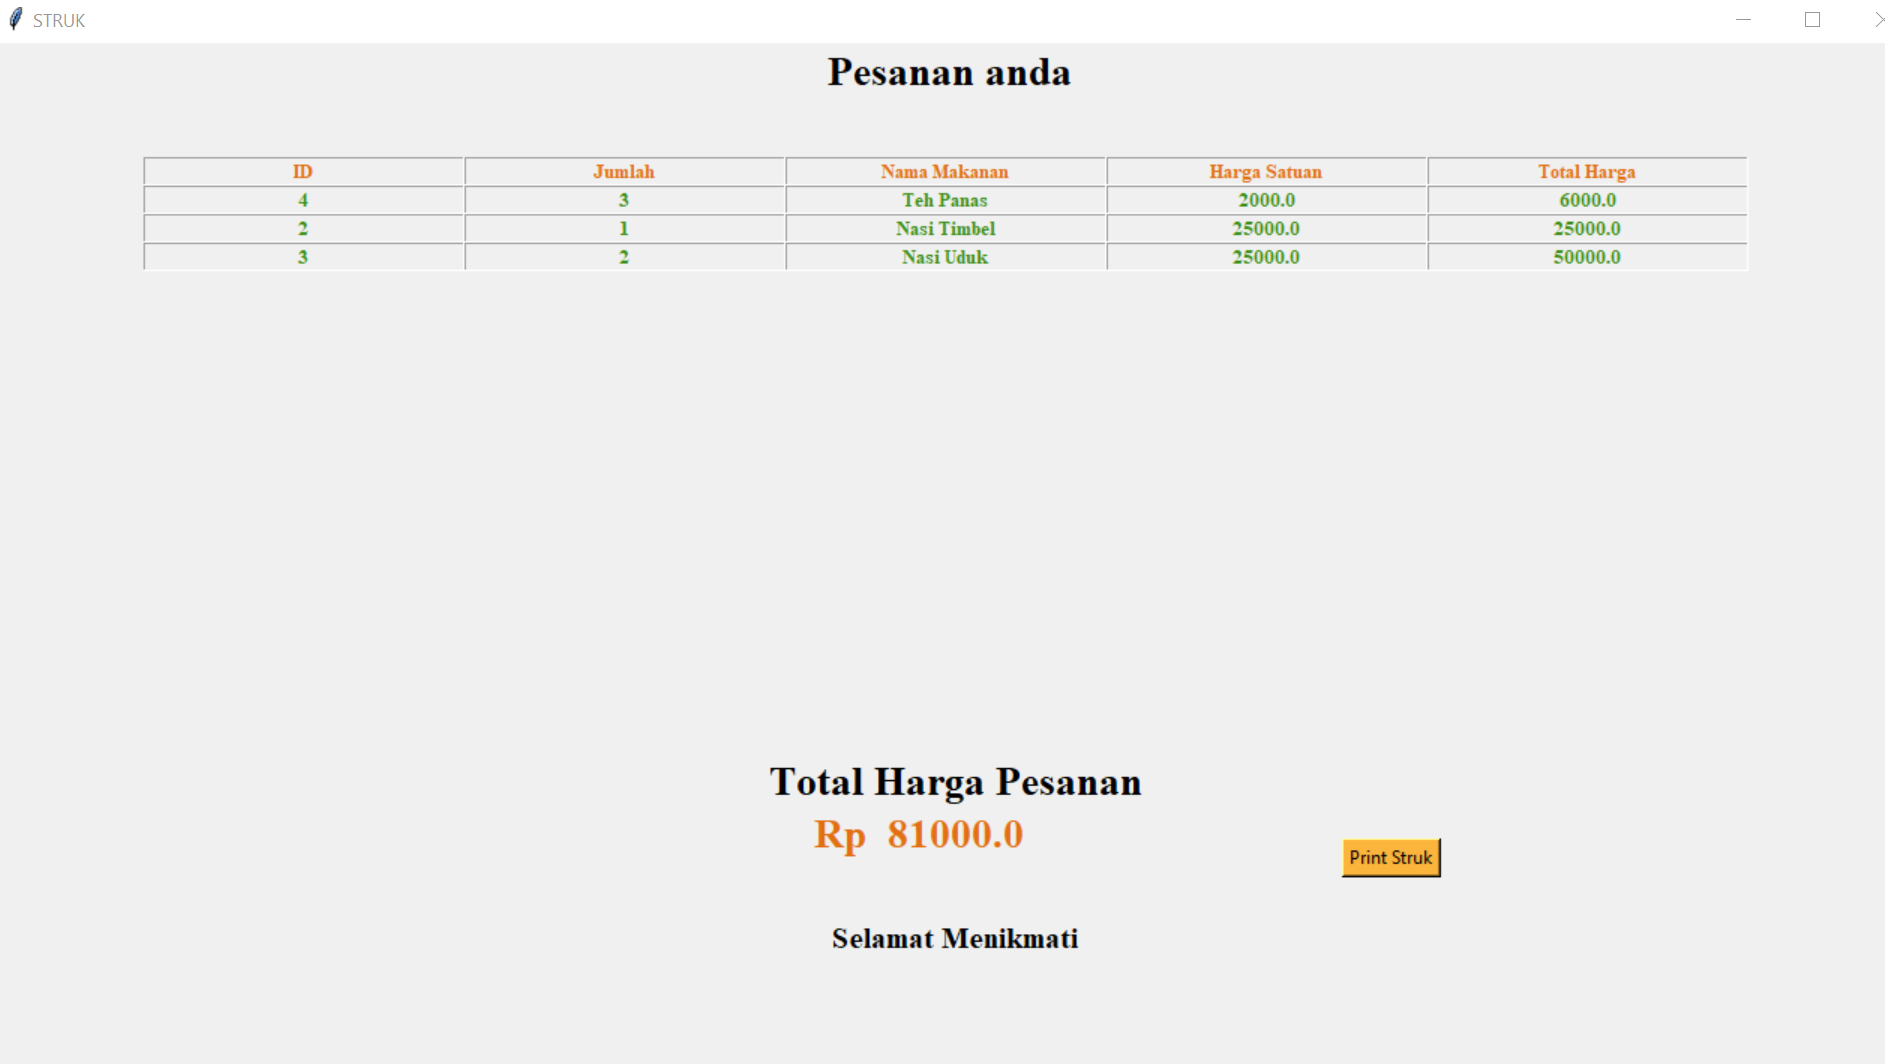 STRUK
Pesanan anda
ID Jumlah Nama Makanan Harga Satuan Total Harga
4 3 Teh Panas 2000.0 6000.0
2 1 Nasi Timbel 25000.0 25000.0
3 2 Nasi Uduk 25000.0 50000.0
Total Harga Pesanan
Rp 81000.0
Print Struk
Selamat Menikmati